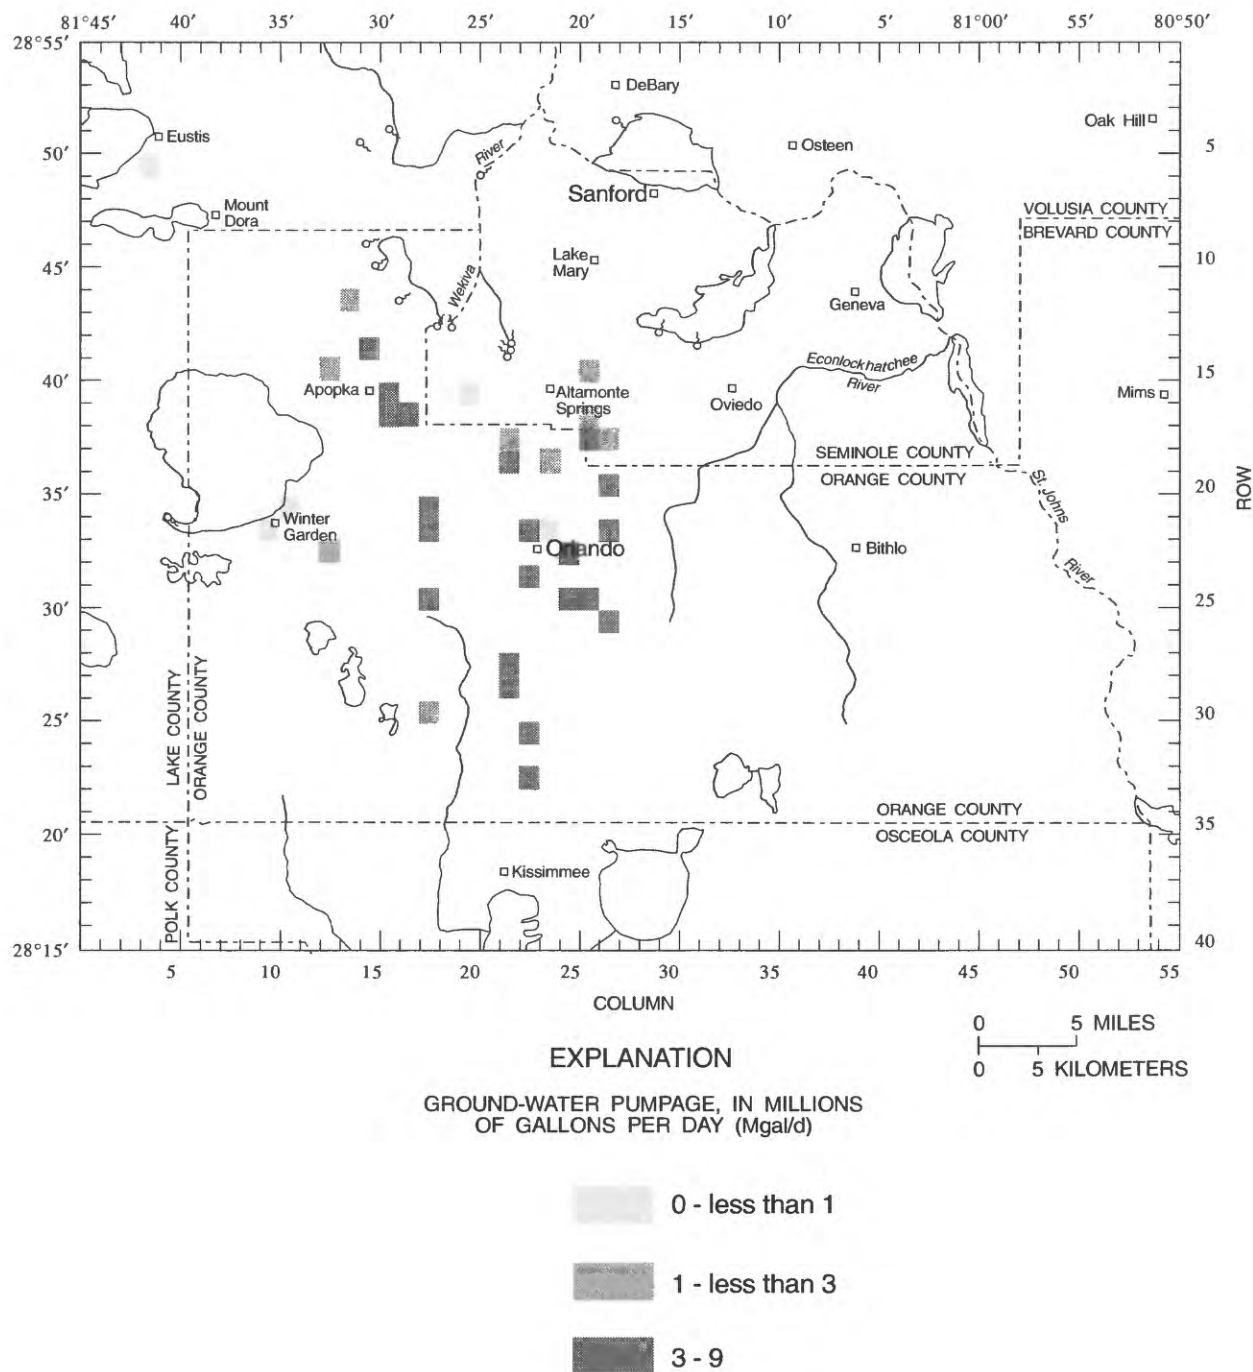 81°45′ 40′ 35′ 30′ 25′ 20′ 15′ 10′ 5′ 81°00′ 55′ 80°50′
28°55′
DeBary
Oak Hill
Eustis
5
50′
River
Osteen
Sanford
Mount
Dora
VOLUSIA COUNTY
BREVARD COUNTY
Lake
Mary
45′
10
Wekiva
Geneva
Econlockhatchee
River
40′
15
Apopka
Altamonte
Springs
Oviedo
Mims
SEMINOLE COUNTY
ORANGE COUNTY
35′
20
ROW
St. Johns
River
Winter
Garden
Orlando
Bithlo
30′
25
LAKE COUNTY
ORANGE COUNTY
25′
30
ORANGE COUNTY
OSCEOLA COUNTY
20′
35
POLK COUNTY
Kissimmee
28°15′
40
5 10 15 20 25 30 35 40 45 50 55
COLUMN
0 5 MILES
0 5 KILOMETERS
EXPLANATION
GROUND-WATER PUMPAGE, IN MILLIONS
OF GALLONS PER DAY (Mgal/d)
0 - less than 1
1 - less than 3
3 - 9